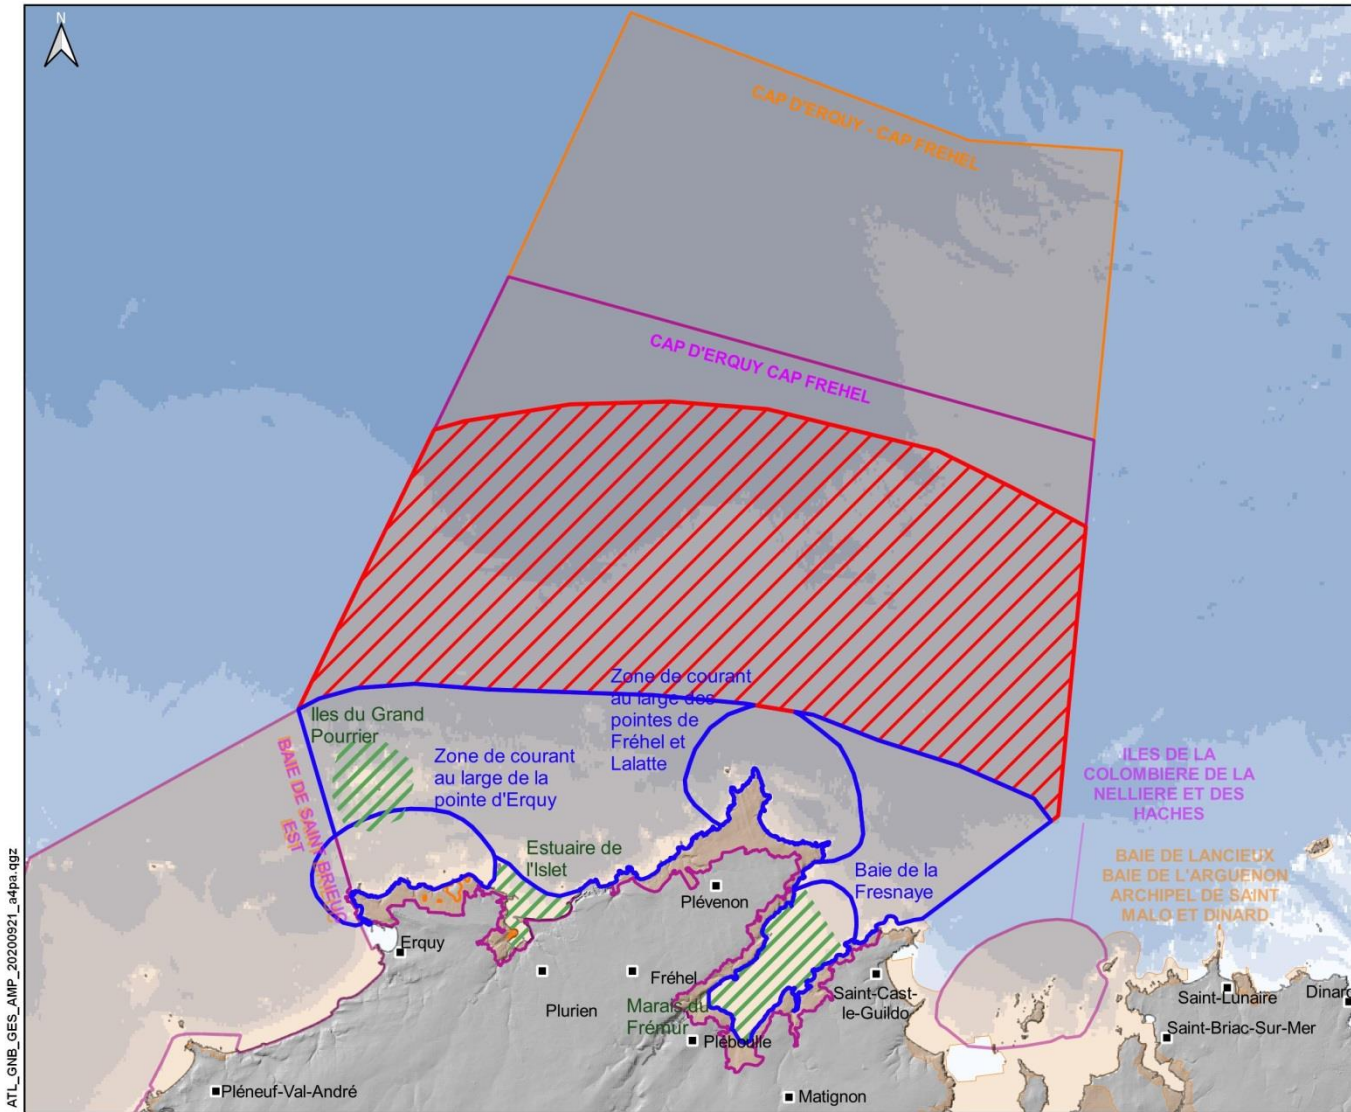 N
CAP D'ERQUY - CAP FREHEL
CAP D'ERQUY CAP FREHEL
Zone de courant
au large des
pointes de
Fréhel et
Lalatte
Iles du Grand
Pourrier
Zone de courant
au large de la
pointe d'Erquy
BAIE DE SAINT BRIEUC
EST
ILES DE LA
COLOMBIERE DE LA
NELLIERE ET DES
HACHES
Estuaire de
l'Islet
Baie de la
Fresnaye
BAIE DE LANCIEUX
BAIE DE L'ARGUENON
ARCHIPEL DE SAINT
MALO ET DINARD
Plévenon
Erquy
Fréhel
Plurien
Marais du
Frémur
Saint-Cast-
le-Guildo
Saint-Lunaire
Dinard
Saint-Briac-Sur-Mer
Pléboulle
Pléneuf-Val-André
Matignon
ATL_GNB_GES_AMP_20200921_a4pa.qgz